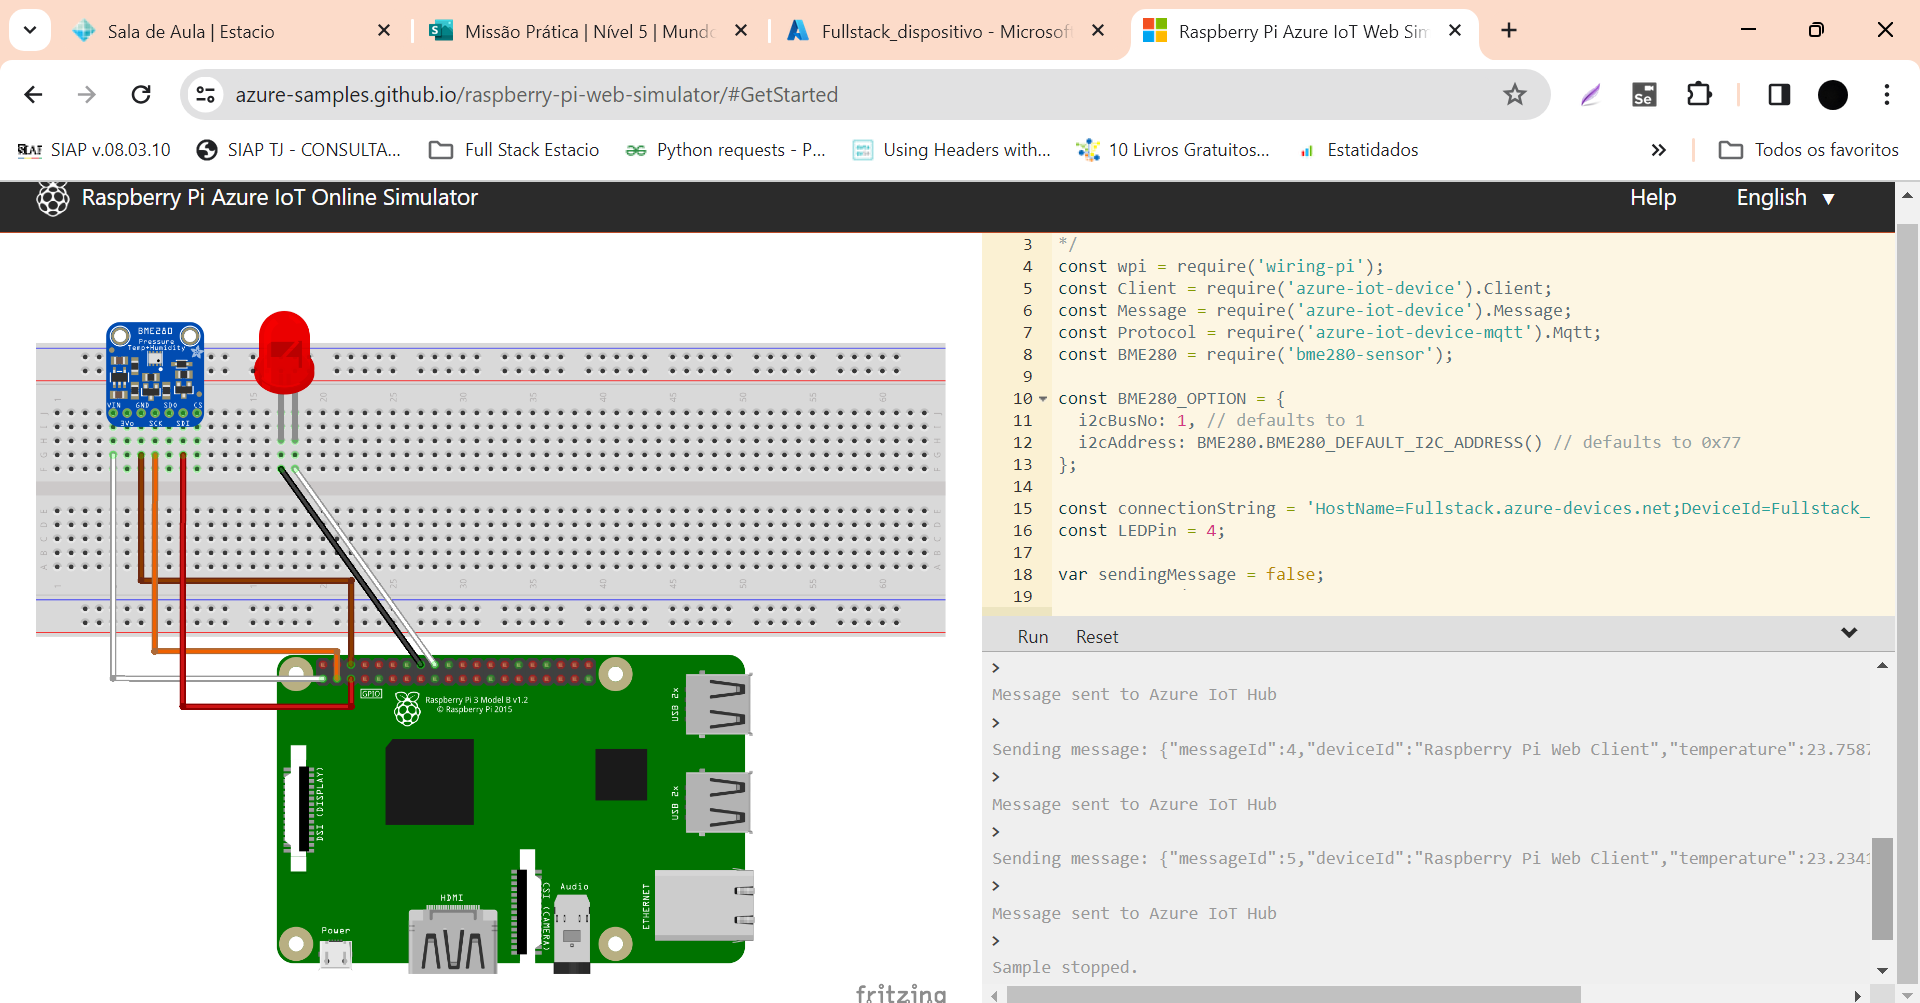 Sala de Aula | Estacio
Missão Prática | Nível 5 | Mundo
Fullstack_dispositivo - Microsoft
Raspberry Pi Azure IoT Web Sim
azure-samples.github.io/raspberry-pi-web-simulator/#GetStarted
SIAP v.08.03.10
SIAP TJ - CONSULTA...
Full Stack Estacio
Python requests - P...
Using Headers with...
10 Livros Gratuitos...
Estatidados
Todos os favoritos
Raspberry Pi Azure IoT Online Simulator
Help
English ▼
3 */
4 const wpi = require('wiring-pi');
5 const Client = require('azure-iot-device').Client;
6 const Message = require('azure-iot-device').Message;
7 const Protocol = require('azure-iot-device-mqtt').Mqtt;
8 const BME280 = require('bme280-sensor');
9
10 const BME280_OPTION = {
11 i2cBusNo: 1, // defaults to 1
12 i2cAddress: BME280.BME280_DEFAULT_I2C_ADDRESS() // defaults to 0x77
13 };
14
15 const connectionString = 'HostName=Fullstack.azure-devices.net;DeviceId=Fullstack_
16 const LEDPin = 4;
17
18 var sendingMessage = false;
19
Run Reset
>
Message sent to Azure IoT Hub
>
Sending message: {"messageId":4,"deviceId":"Raspberry Pi Web Client","temperature":23.7587
>
Message sent to Azure IoT Hub
>
Sending message: {"messageId":5,"deviceId":"Raspberry Pi Web Client","temperature":23.2341
>
Message sent to Azure IoT Hub
>
Sample stopped.
BME280
Pressure
Temp+Humidity
VIN GND SDO CS
3Vo SCK SDI
GPIO
Raspberry Pi 3 Model B v1.2
© Raspberry Pi 2015
USB 2x
USB 2x
DSI (DISPLAY)
CSI (CAMERA)
HDMI
Audio
ETHERNET
Power
fritzing